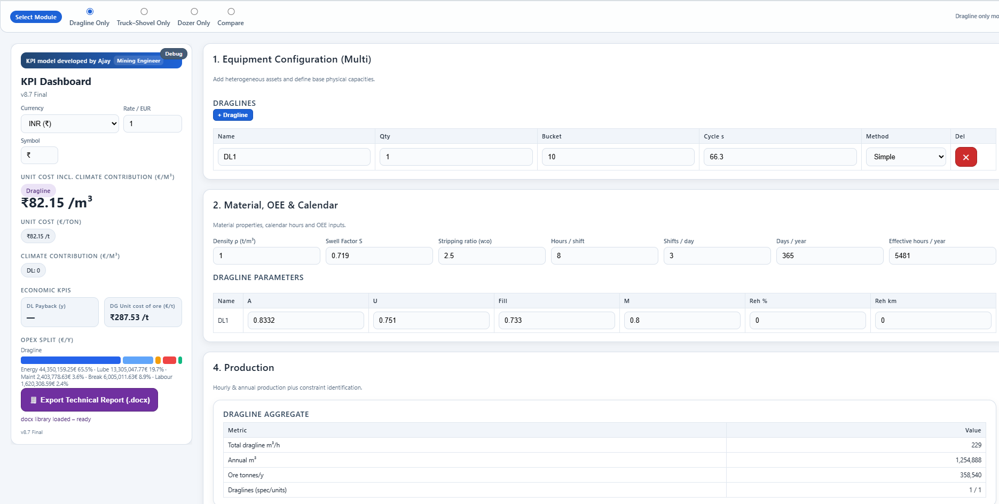 Select Module
Dragline Only
Truck–Shovel Only
Dozer Only
Compare
Dragline only mo
Debug
KPI model developed by Ajay Mining Engineer
KPI Dashboard
v8.7 Final
Currency
Rate / EUR
INR (₹)
1
Symbol
₹
UNIT COST INCL. CLIMATE CONTRIBUTION (€/M³)
Dragline
₹82.15 /m³
UNIT COST (€/TON)
₹82.15 /t
CLIMATE CONTRIBUTION (€/M³)
DL: 0
ECONOMIC KPIS
DL Payback (y)
—
DG Unit cost of ore (€/t)
₹287.53 /t
OPEX SPLIT (€/Y)
Dragline
Energy 44,350,159.25€ 65.5% · Lube 13,305,047.77€ 19.7% ·
Maint 2,403,778.63€ 3.6% · Break 6,005,011.63€ 8.9% · Labour
1,620,308.59€ 2.4%
Export Technical Report (.docx)
docx library loaded – ready
v8.7 Final
1. Equipment Configuration (Multi)
Add heterogeneous assets and define base physical capacities.
DRAGLINES
+ Dragline
Name Qty Bucket Cycle s Method Del
DL1 1 10 66.3 Simple ×
2. Material, OEE & Calendar
Material properties, calendar hours and OEE inputs.
Density ρ (t/m³) Swell Factor S Stripping ratio (w:o) Hours / shift Shifts / day Days / year Effective hours / year
1 0.719 2.5 8 3 365 5481
DRAGLINE PARAMETERS
Name A U Fill M Reh % Reh km
DL1 0.8332 0.751 0.733 0.8 0 0
4. Production
Hourly & annual production plus constraint identification.
DRAGLINE AGGREGATE
Metric Value
Total dragline m³/h 229
Annual m³ 1,254,888
Ore tonnes/y 358,540
Draglines (spec/units) 1 / 1